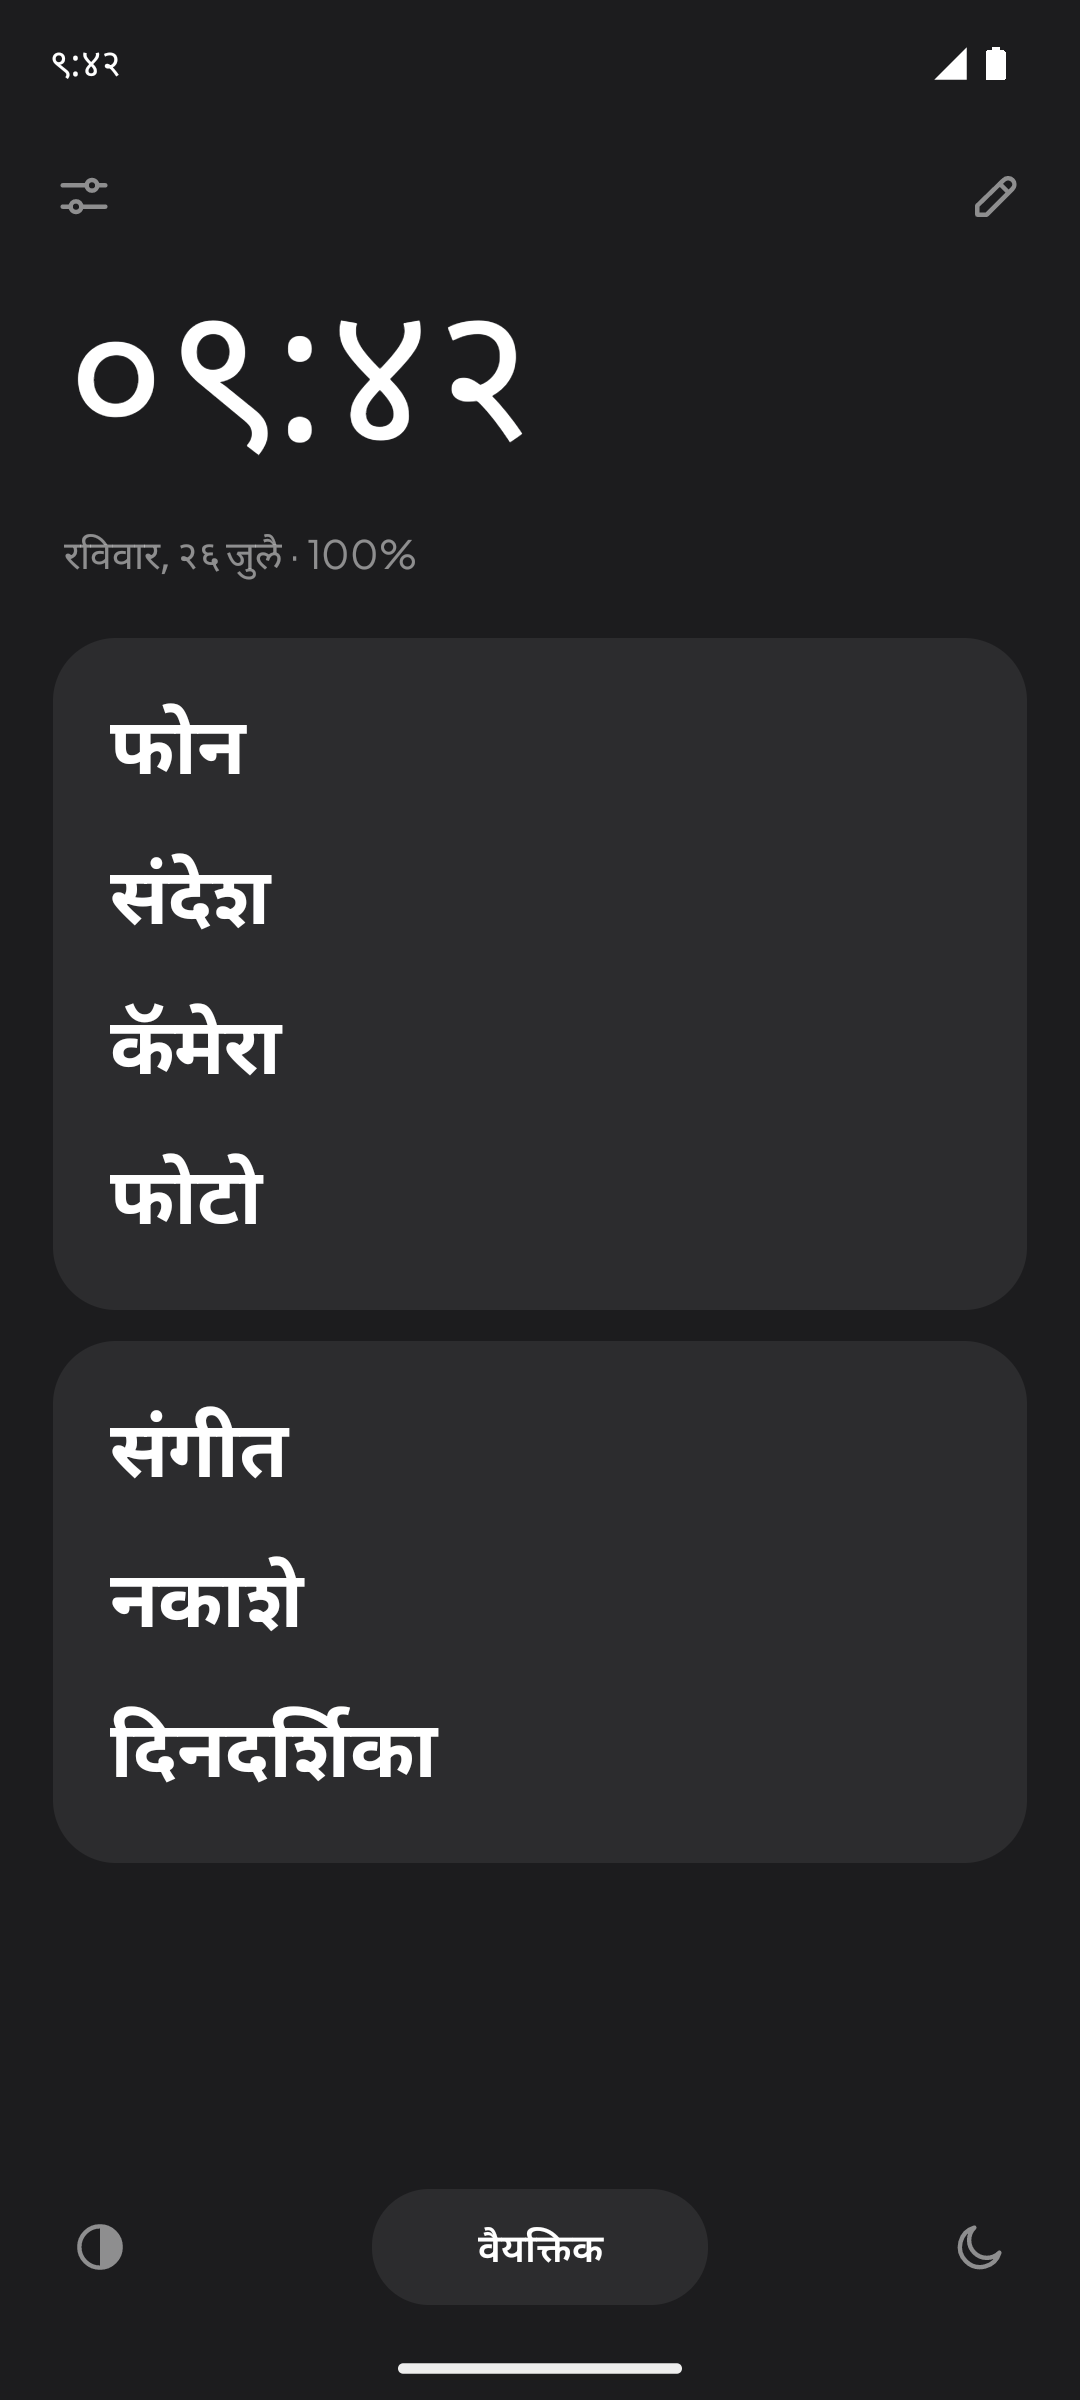 ९:४२
०९:४२
रविवार, २६ जुलै · 100%
फोन
संदेश
कॅमेरा
फोटो
संगीत
नकाशे
दिनदर्शिका
वैयक्तिक